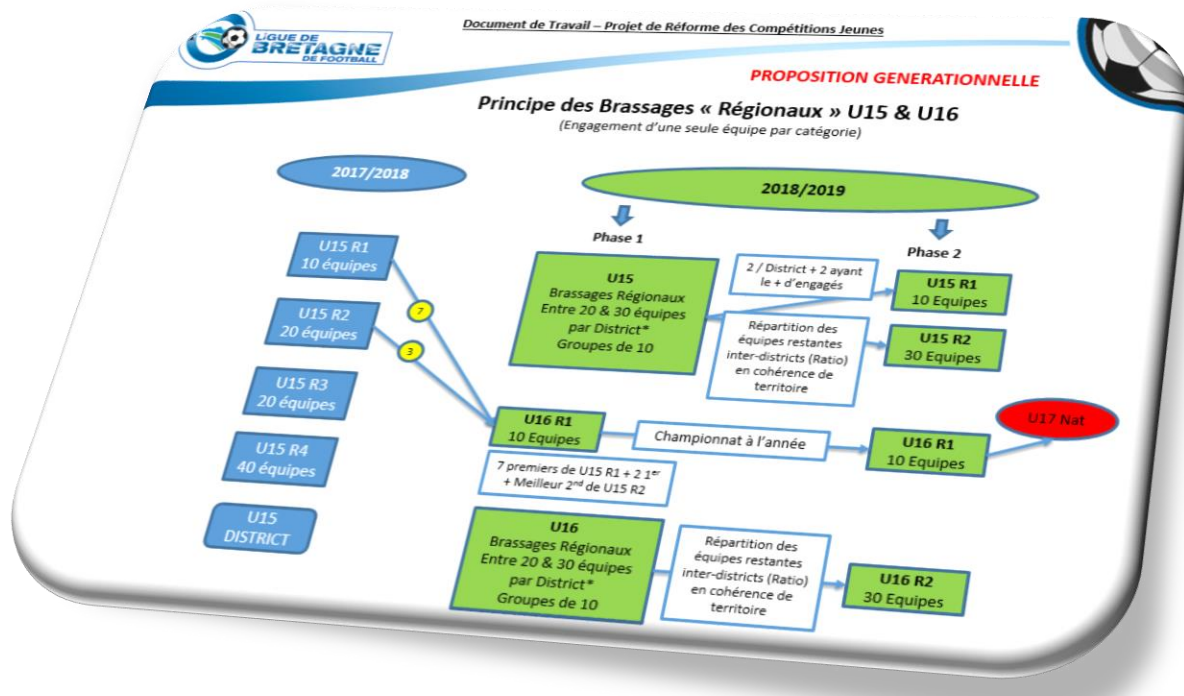 Document de Travail – Projet de Réforme des Compétitions Jeunes
LIGUE DE
BRETAGNE
DE FOOTBALL
PROPOSITION GENERATIONNELLE
Principe des Brassages « Régionaux » U15 & U16
(Engagement d'une seule équipe par catégorie)
2017/2018
2018/2019
Phase 1
Phase 2
U15 R1
10 équipes
U15 R2
20 équipes
U15 R3
20 équipes
U15 R4
40 équipes
U15
DISTRICT
7
3
U15
Brassages Régionaux
Entre 20 & 30 équipes
par District*
Groupes de 10
2 / District + 2 ayant
le + d'engagés
U15 R1
10 Equipes
Répartition des
équipes restantes
inter-districts (Ratio)
en cohérence de
territoire
U15 R2
30 Equipes
U16 R1
10 Equipes
Championnat à l'année
U16 R1
10 Equipes
U17 Nat
7 premiers de U15 R1 + 2 1er
+ Meilleur 2nd de U15 R2
U16
Brassages Régionaux
Entre 20 & 30 équipes
par District*
Groupes de 10
Répartition des
équipes restantes
inter-districts (Ratio)
en cohérence de
territoire
U16 R2
30 Equipes